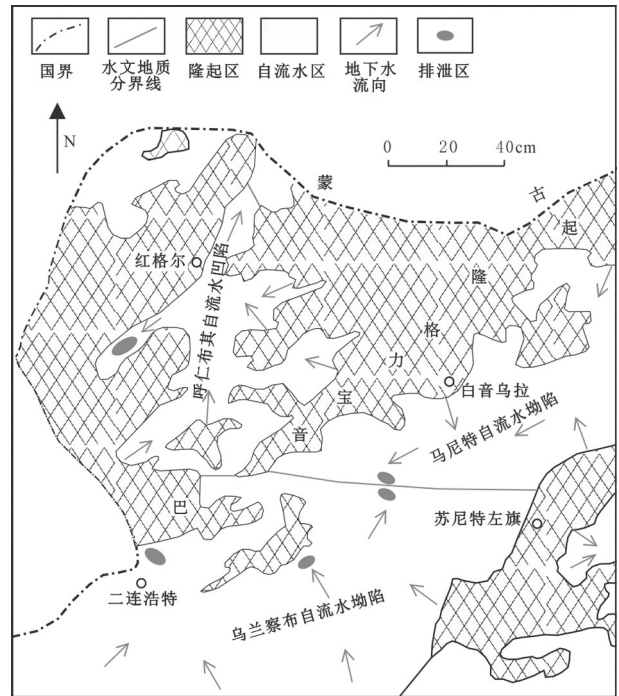 国界
水文地质
分界线
隆起区
自流水区
地下水
流向
排泄区
N
0 20 40cm
蒙古
红格尔
呼仁布其自流水凹陷
巴音宝力格隆起
白音乌拉
马尼特自流水坳陷
苏尼特左旗
二连浩特
乌兰察布自流水坳陷